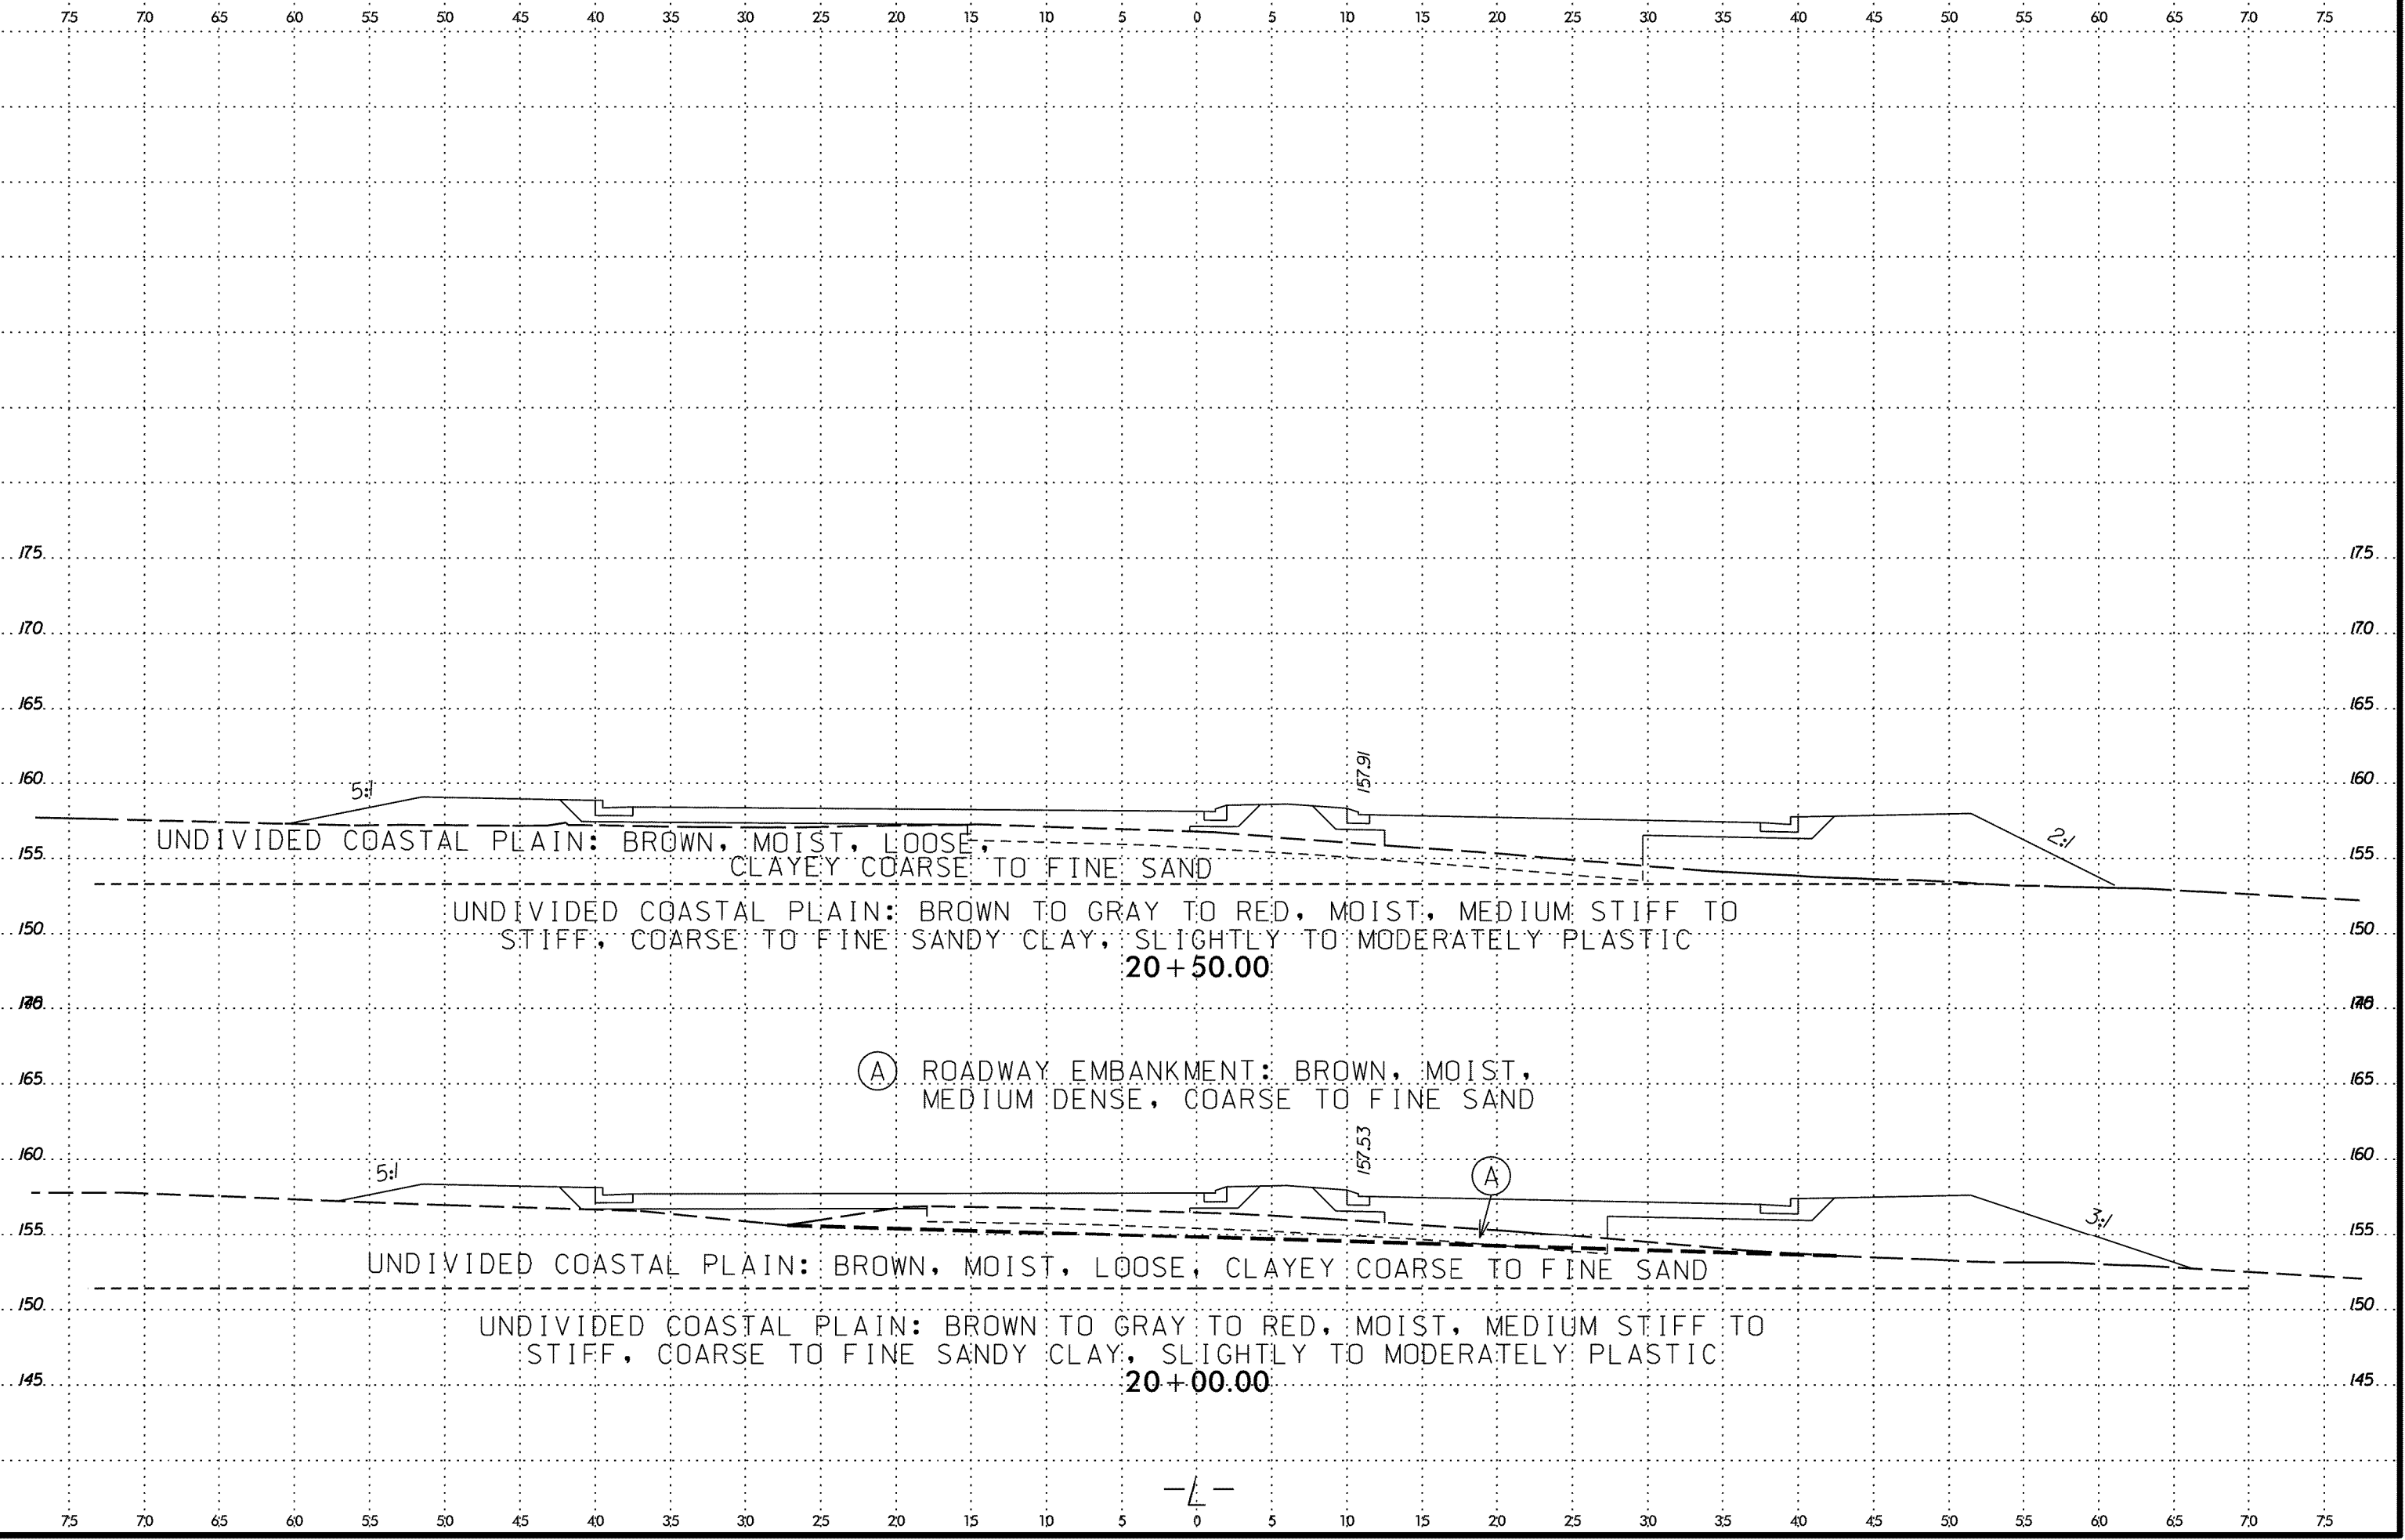 75 70 65 60 55 50 45 40 35 30 25 20 15 10 5 0 5 10 15 20 25 30 35 40 45 50 55 60 65 70 75
175 175
170 170
165 165
157.91
160 160
5:1
2:1
UNDIVIDED COASTAL PLAIN: BROWN, MOIST, LOOSE,
155 155
CLAYEY COARSE TO FINE SAND
UNDIVIDED COASTAL PLAIN: BROWN TO GRAY TO RED, MOIST, MEDIUM STIFF TO
150 150
STIFF, COARSE TO FINE SANDY CLAY, SLIGHTLY TO MODERATELY PLASTIC
20+50.00
A ROADWAY EMBANKMENT: BROWN, MOIST,
165 165
MEDIUM DENSE, COARSE TO FINE SAND
157.53
160 160
5:1
A
3:1
155 155
UNDIVIDED COASTAL PLAIN: BROWN, MOIST, LOOSE, CLAYEY COARSE TO FINE SAND
150 150
UNDIVIDED COASTAL PLAIN: BROWN TO GRAY TO RED, MOIST, MEDIUM STIFF TO
STIFF, COARSE TO FINE SANDY CLAY, SLIGHTLY TO MODERATELY PLASTIC
145 145
20+00.00
-L-
75 70 65 60 55 50 45 40 35 30 25 20 15 10 5 0 5 10 15 20 25 30 35 40 45 50 55 60 65 70 75